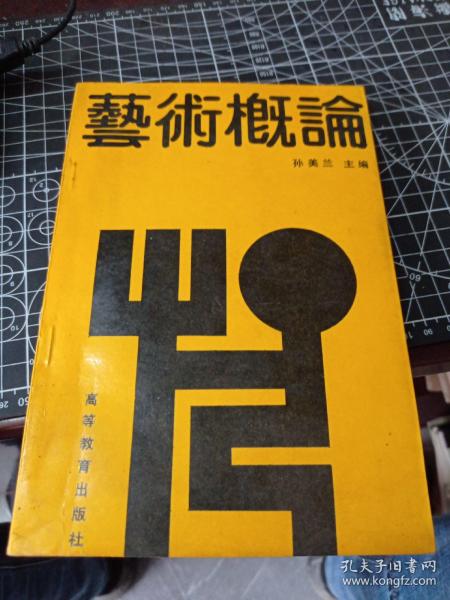 藝術概論
孙美兰 主编
高等教育出版社
孔夫子旧书网
www.kongfz.com